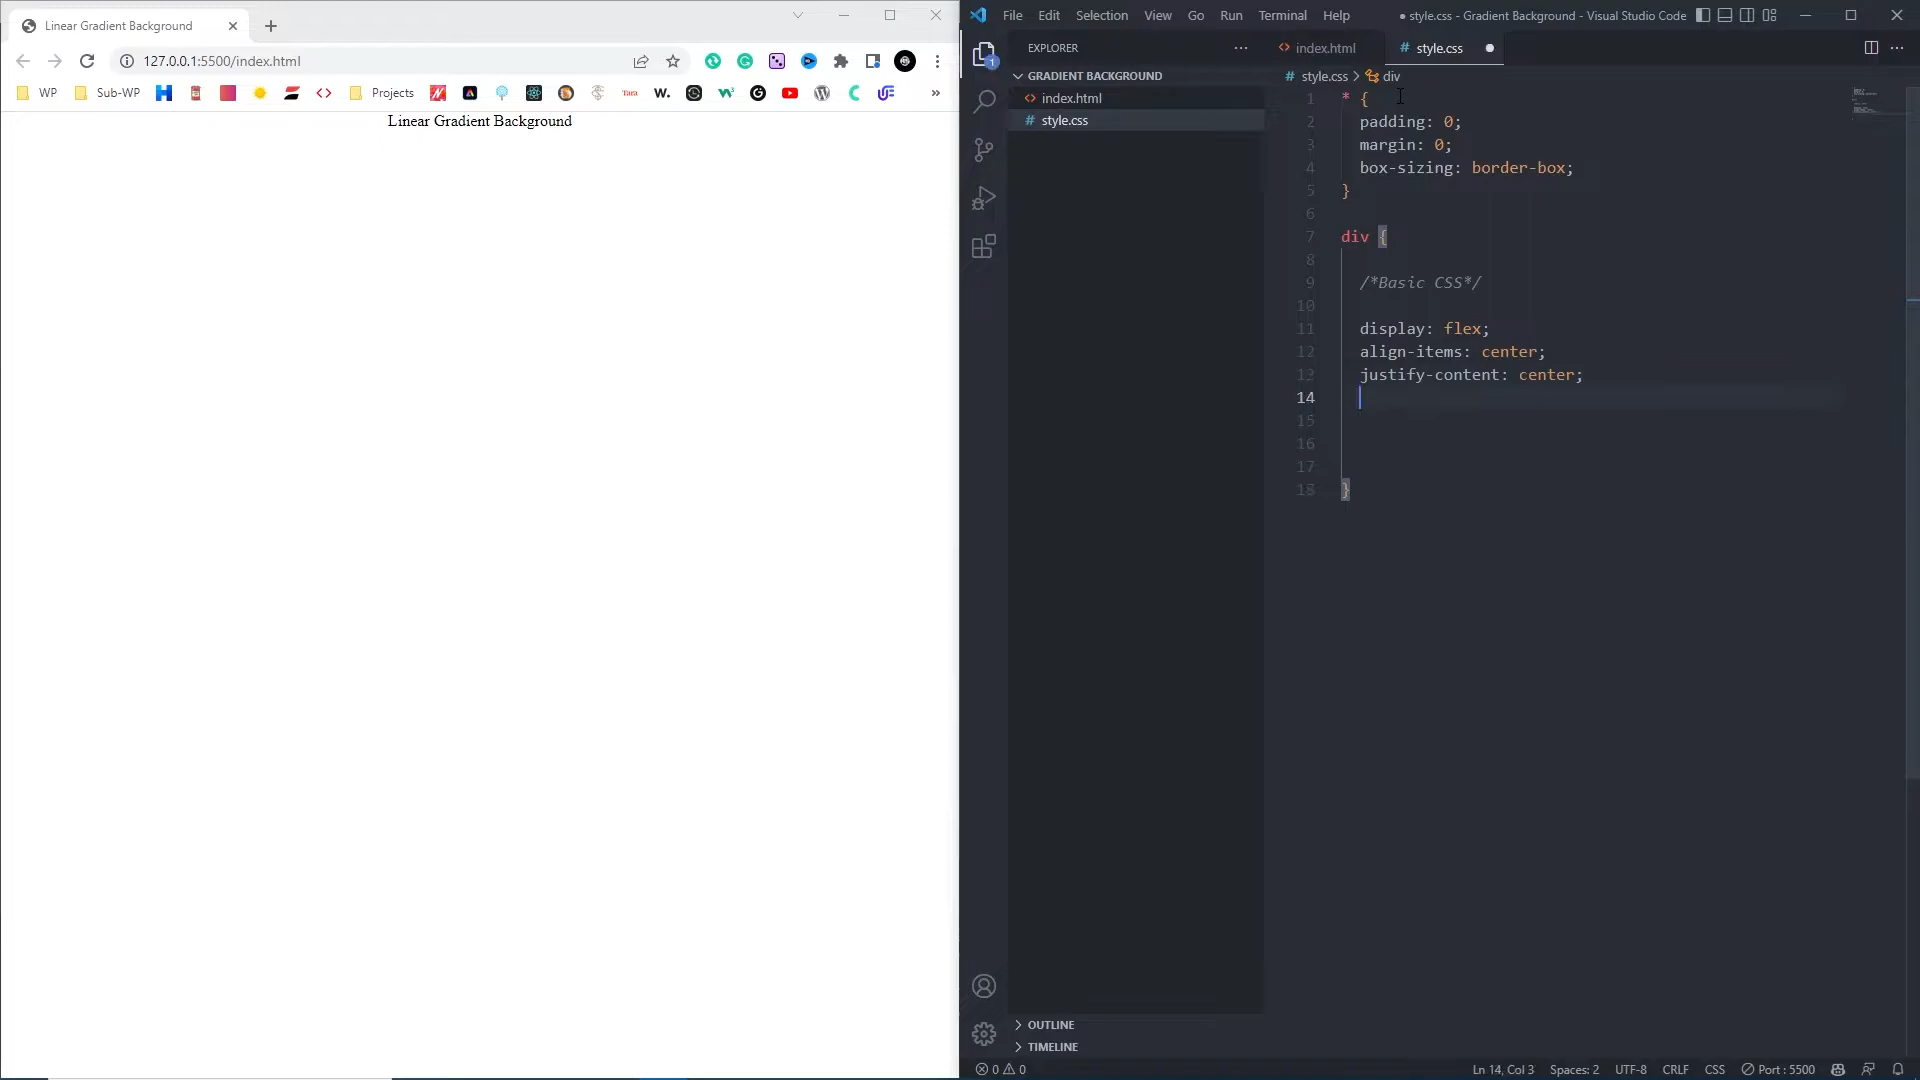 Linear Gradient Background
127.0.0.1:5500/index.html
WP
Sub-WP
Projects
Tara
W.
Linear Gradient Background
File Edit Selection View Go Run Terminal Help
● style.css - Gradient Background - Visual Studio Code
EXPLORER
GRADIENT BACKGROUND
<> index.html
# style.css
OUTLINE
TIMELINE
<> index.html
# style.css
# style.css > div
1 * {
2 padding: 0;
3 margin: 0;
4 box-sizing: border-box;
5 }
6
7 div {
8
9 /*Basic CSS*/
10
11 display: flex;
12 align-items: center;
13 justify-content: center;
14
15
16
17
18 }
0 0
Ln 14, Col 3 Spaces: 2 UTF-8 CRLF CSS Port : 5500